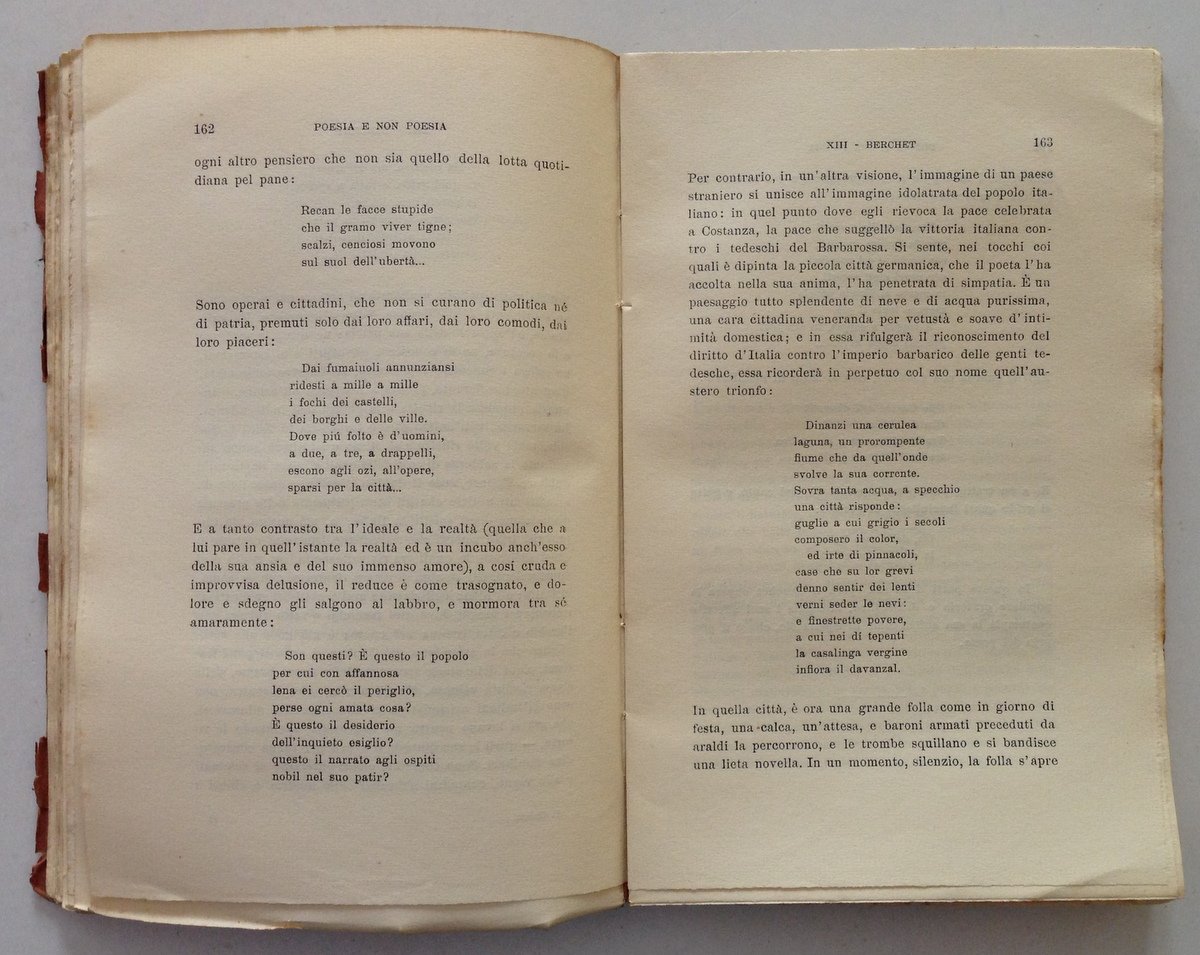 162
POESIA E NON POESIA
ogni altro pensiero che non sia quello della lotta quoti-
diana pel pane:
Recan le facce stupide
che il gramo viver tigne;
scalzi, cenciosi movono
sul suol dell'ubertà...
Sono operai e cittadini, che non si curano di politica né
di patria, premuti solo dai loro affari, dai loro comodi, dai
loro piaceri:
Dai fumaiuoli annunziansi
ridesti a mille a mille
i fochi dei castelli,
dei borghi e delle ville.
Dove piú folto è d'uomini,
a due, a tre, a drappelli,
escono agli ozi, all'opere,
sparsi per la città...
E a tanto contrasto tra l'ideale e la realtà (quella che a
lui pare in quell'istante la realtà ed è un incubo anch'esso
della sua ansia e del suo immenso amore), a cosí cruda e
improvvisa delusione, il reduce è come trasognato, e do-
lore e sdegno gli salgono al labbro, e mormora tra sé
amaramente:
Son questi? È questo il popolo
per cui con affannosa
lena ei cercò il periglio,
perse ogni amata cosa?
È questo il desiderio
dell'inquieto esiglio?
questo il narrato agli ospiti
nobil nel suo patir?
XIII - BERCHET
163
Per contrario, in un'altra visione, l'immagine di un paese
straniero si unisce all'immagine idolatrata del popolo ita-
liano: in quel punto dove egli rievoca la pace celebrata
a Costanza, la pace che suggellò la vittoria italiana con-
tro i tedeschi del Barbarossa. Si sente, nei tocchi coi
quali è dipinta la piccola città germanica, che il poeta l'ha
accolta nella sua anima, l'ha penetrata di simpatia. È un
paesaggio tutto splendente di neve e di acqua purissima,
una cara cittadina veneranda per vetustà e soave d'inti-
mità domestica; e in essa rifulgerà il riconoscimento del
diritto d'Italia contro l'imperio barbarico delle genti te-
desche, essa ricorderà in perpetuo col suo nome quell'au-
stero trionfo:
Dinanzi una cerulea
laguna, un prorompente
fiume che da quell'onde
svolve la sua corrente.
Sovra tanta acqua, a specchio
una città risponde:
guglie a cui grigio i secoli
composero il color,
ed irte di pinnacoli,
case che su lor grevi
denno sentir dei lenti
verni seder le nevi:
e finestrette povere,
a cui nei dí tepenti
la casalinga vergine
infiora il davanzal.
In quella città, è ora una grande folla come in giorno di
festa, una calca, un'attesa, e baroni armati preceduti da
araldi la percorrono, e le trombe squillano e si bandisce
una lieta novella. In un momento, silenzio, la folla s'apre